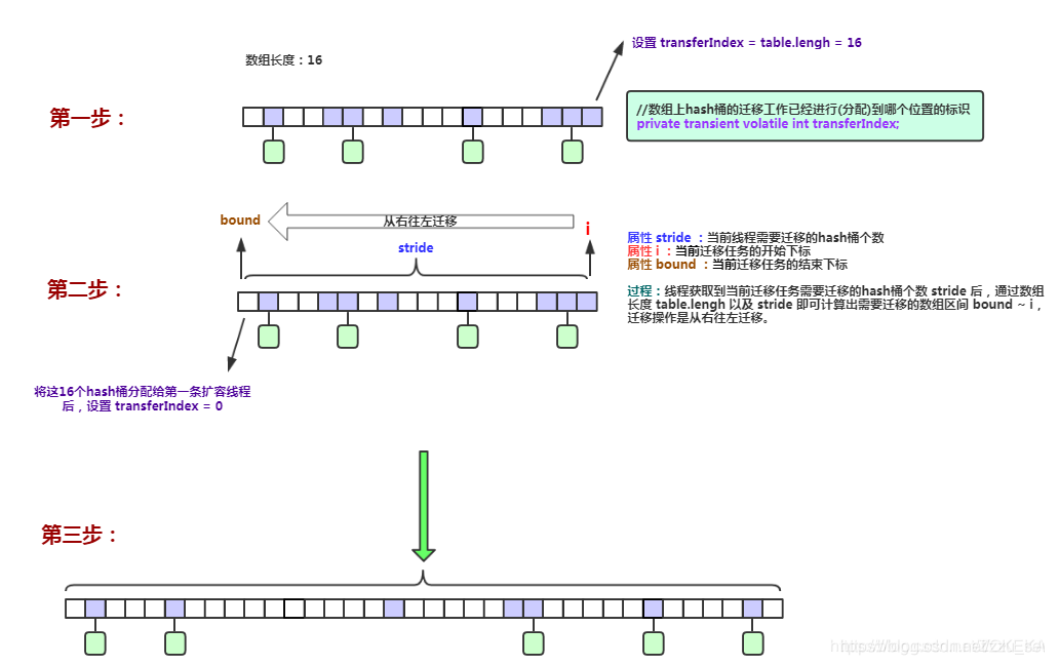 设置 transferIndex = table.lengh = 16
数组长度：16
第一步：
//数组上hash桶的迁移工作已经进行(分配)到哪个位置的标识
private transient volatile int transferIndex;
bound
从右往左迁移
i
stride
属性 stride ：当前线程需要迁移的hash桶个数
属性 i ：当前迁移任务的开始下标
属性 bound ：当前迁移任务的结束下标
第二步：
过程：线程获取到当前迁移任务需要迁移的hash桶个数 stride 后，通过数组
长度 table.lengh 以及 stride 即可计算出需要迁移的数组区间 bound ~ i，
迁移操作是从右往左迁移。
将这16个hash桶分配给第一条扩容线程
后，设置 transferIndex = 0
第三步：